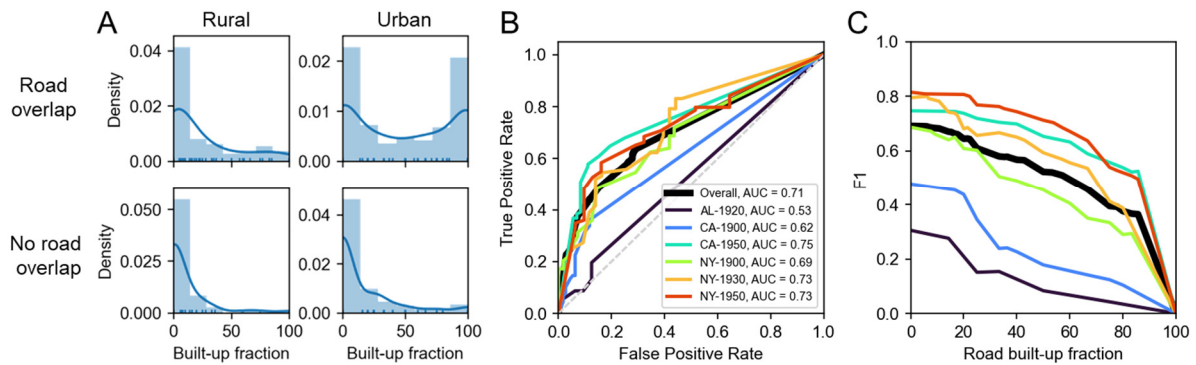 A
Rural
Urban
Road
overlap
No road
overlap
Density
0.04
0.02
0.00
0.02
0.01
0.00
Density
0.050
0.025
0.000
0.04
0.02
0.00
0
50
100
0
50
100
Built-up fraction
Built-up fraction
B
True Positive Rate
1.0
0.8
0.6
0.4
0.2
0.0
0.0
0.2
0.4
0.6
0.8
1.0
False Positive Rate
Overall, AUC = 0.71
AL-1920, AUC = 0.53
CA-1900, AUC = 0.62
CA-1950, AUC = 0.75
NY-1900, AUC = 0.69
NY-1930, AUC = 0.73
NY-1950, AUC = 0.73
C
F1
1.0
0.8
0.6
0.4
0.2
0.0
0
20
40
60
80
100
Road built-up fraction